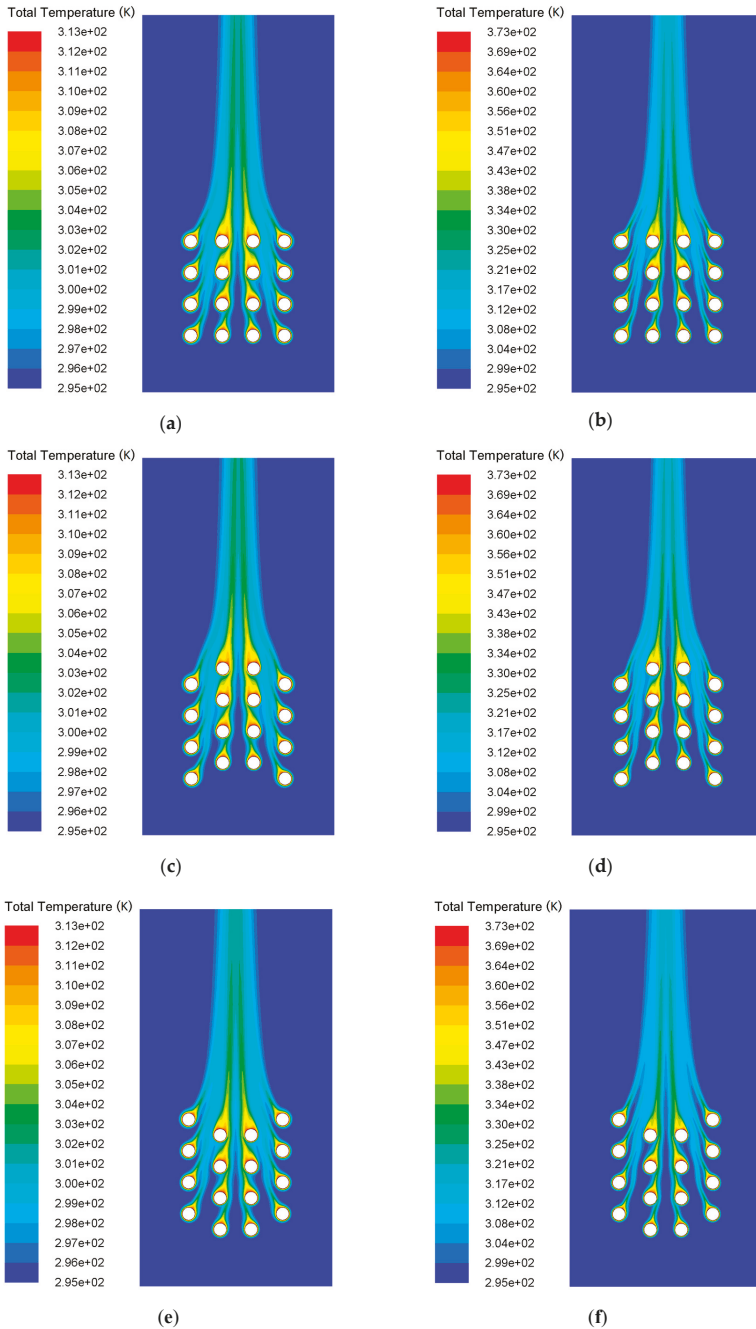 Total Temperature (K)
3.13e+02
3.12e+02
3.11e+02
3.10e+02
3.09e+02
3.08e+02
3.07e+02
3.06e+02
3.05e+02
3.04e+02
3.03e+02
3.02e+02
3.01e+02
3.00e+02
2.99e+02
2.98e+02
2.97e+02
2.96e+02
2.95e+02
(a)
Total Temperature (K)
3.73e+02
3.69e+02
3.64e+02
3.60e+02
3.56e+02
3.51e+02
3.47e+02
3.43e+02
3.38e+02
3.34e+02
3.30e+02
3.25e+02
3.21e+02
3.17e+02
3.12e+02
3.08e+02
3.04e+02
2.99e+02
2.95e+02
(b)
Total Temperature (K)
3.13e+02
3.12e+02
3.11e+02
3.10e+02
3.09e+02
3.08e+02
3.07e+02
3.06e+02
3.05e+02
3.04e+02
3.03e+02
3.02e+02
3.01e+02
3.00e+02
2.99e+02
2.98e+02
2.97e+02
2.96e+02
2.95e+02
(c)
Total Temperature (K)
3.73e+02
3.69e+02
3.64e+02
3.60e+02
3.56e+02
3.51e+02
3.47e+02
3.43e+02
3.38e+02
3.34e+02
3.30e+02
3.25e+02
3.21e+02
3.17e+02
3.12e+02
3.08e+02
3.04e+02
2.99e+02
2.95e+02
(d)
Total Temperature (K)
3.13e+02
3.12e+02
3.11e+02
3.10e+02
3.09e+02
3.08e+02
3.07e+02
3.06e+02
3.05e+02
3.04e+02
3.03e+02
3.02e+02
3.01e+02
3.00e+02
2.99e+02
2.98e+02
2.97e+02
2.96e+02
2.95e+02
(e)
Total Temperature (K)
3.73e+02
3.69e+02
3.64e+02
3.60e+02
3.56e+02
3.51e+02
3.47e+02
3.43e+02
3.38e+02
3.34e+02
3.30e+02
3.25e+02
3.21e+02
3.17e+02
3.12e+02
3.08e+02
3.04e+02
2.99e+02
2.95e+02
(f)